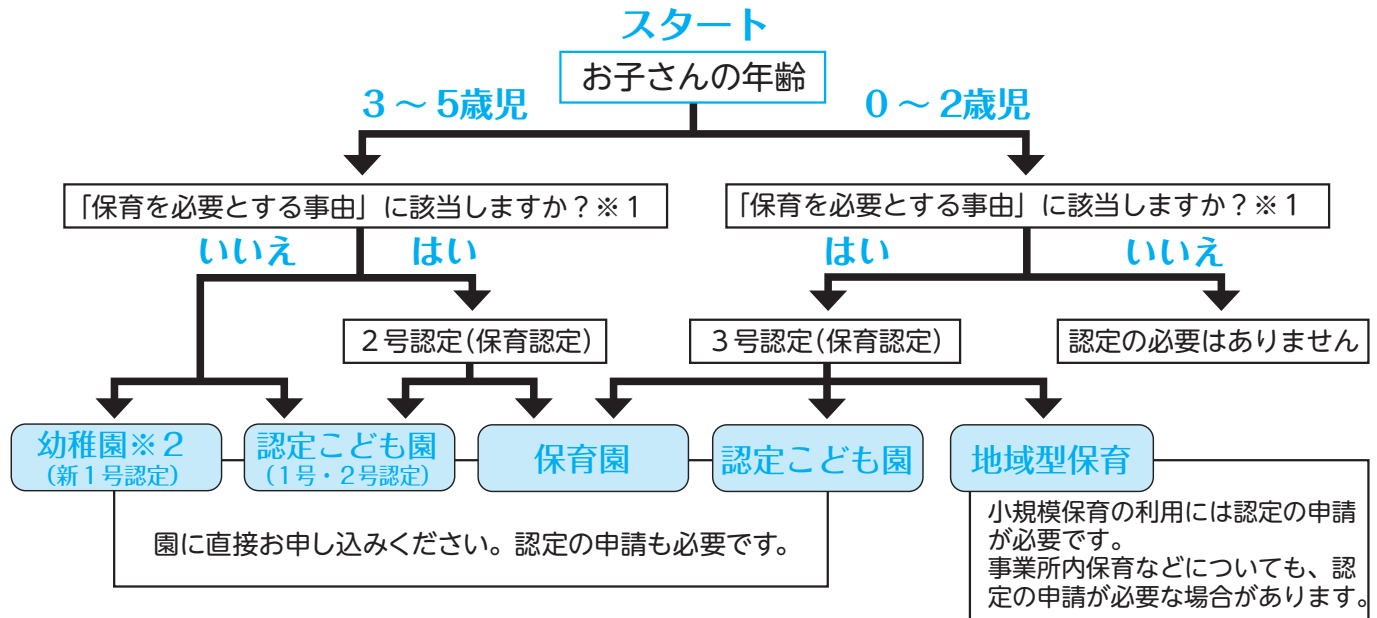 スタート
お子さんの年齢
3～5歳児
0～2歳児
「保育を必要とする事由」に該当しますか？※1
「保育を必要とする事由」に該当しますか？※1
いいえ
はい
はい
いいえ
2号認定(保育認定)
3号認定(保育認定)
認定の必要はありません
幼稚園※2
(新1号認定)
認定こども園
(1号・2号認定)
保育園
認定こども園
地域型保育
園に直接お申し込みください。認定の申請も必要です。
小規模保育の利用には認定の申請
が必要です。
事業所内保育などについても、認
定の申請が必要な場合があります。